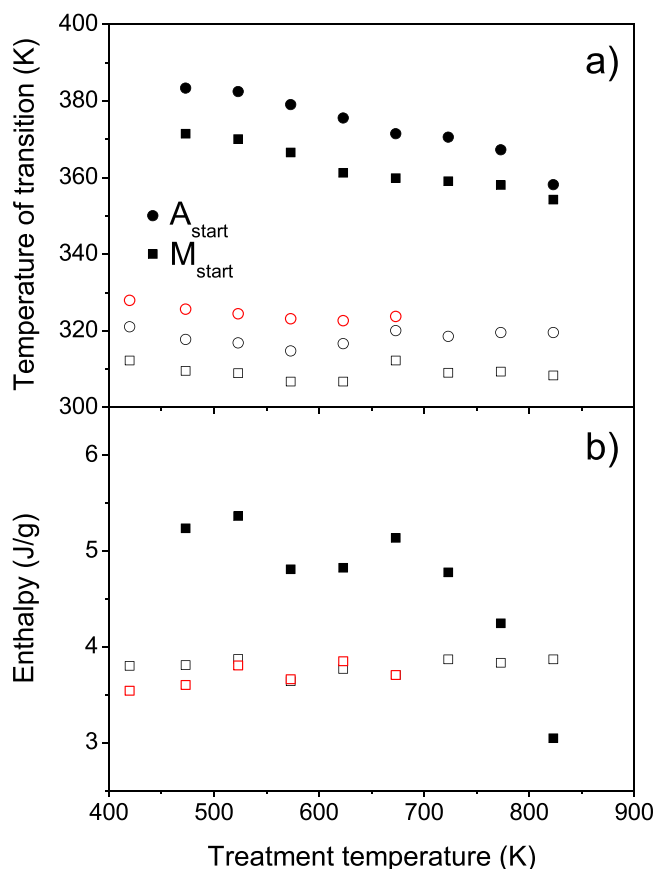 400
a)
380
360
340
320
300
Temperature of transition (K)
A start
M start
b)
6
5
4
3
Enthalpy (J/g)
400 500 600 700 800 900
Treatment temperature (K)